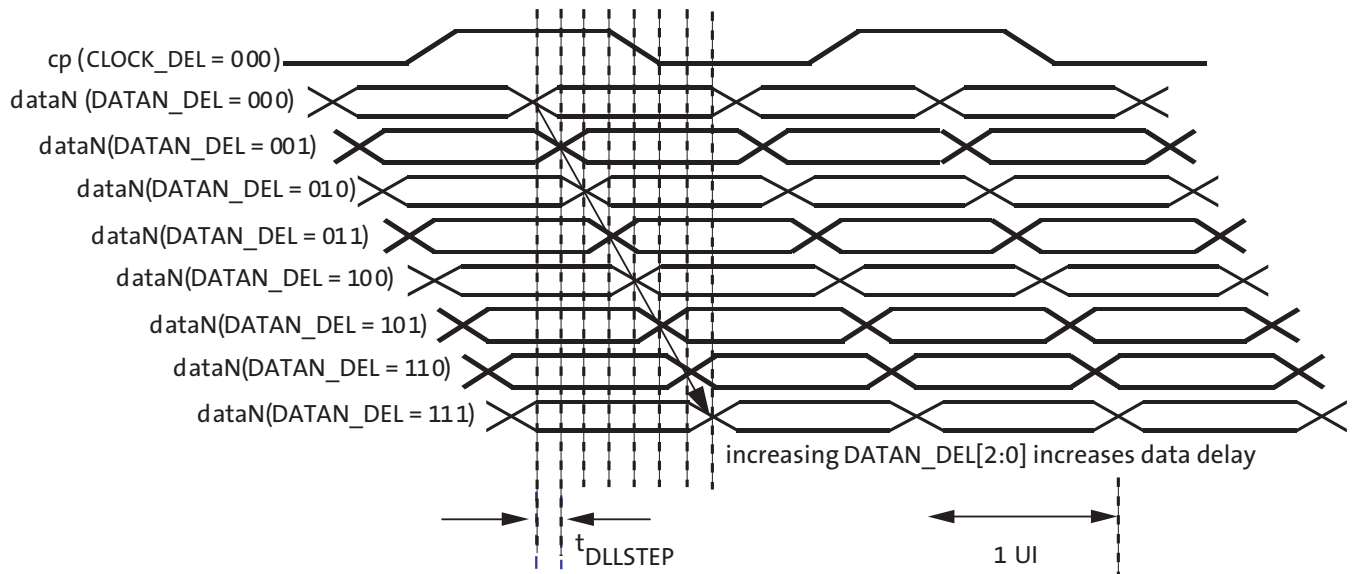 cp (CLOCK_DEL = 000)
dataN (DATAN_DEL = 000)
dataN(DATAN_DEL = 001)
dataN(DATAN_DEL = 010)
dataN(DATAN_DEL = 011)
dataN(DATAN_DEL = 100)
dataN(DATAN_DEL = 101)
dataN(DATAN_DEL = 110)
dataN(DATAN_DEL = 111)
increasing DATAN_DEL[2:0] increases data delay
tDLLSTEP
1 UI